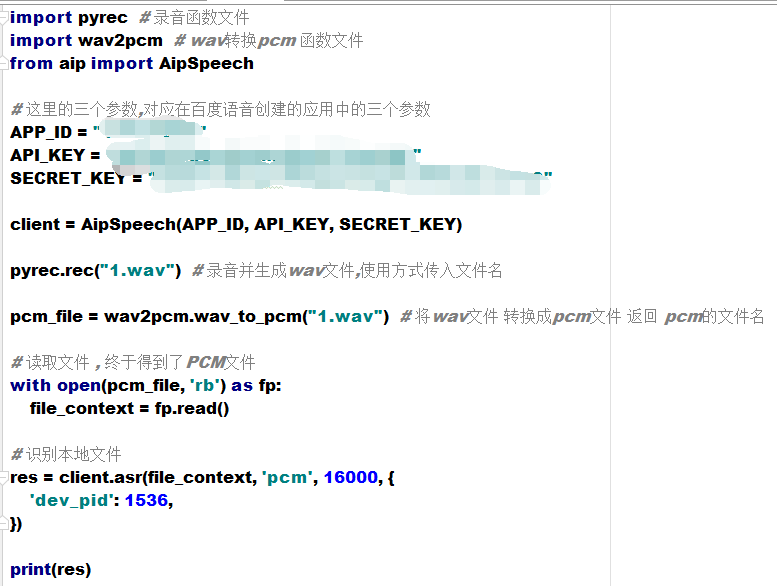 import pyrec  # 录音函数文件
import wav2pcm  # wav转换pcm 函数文件
from aip import AipSpeech
# 这里的三个参数,对应在百度语音创建的应用中的三个参数
APP_ID = " "
API_KEY = "
SECRET_KEY = " "
client = AipSpeech(APP_ID, API_KEY, SECRET_KEY)
pyrec.rec("1.wav")  # 录音并生成wav文件,使用方式传入文件名
pcm_file = wav2pcm.wav_to_pcm("1.wav")  # 将wav文件 转换成pcm文件 返回 pcm的文件名
# 读取文件 , 终于得到了PCM文件
with open(pcm_file, 'rb') as fp:
    file_context = fp.read()
# 识别本地文件
res = client.asr(file_context, 'pcm', 16000, {
    'dev_pid': 1536,
})
print(res)